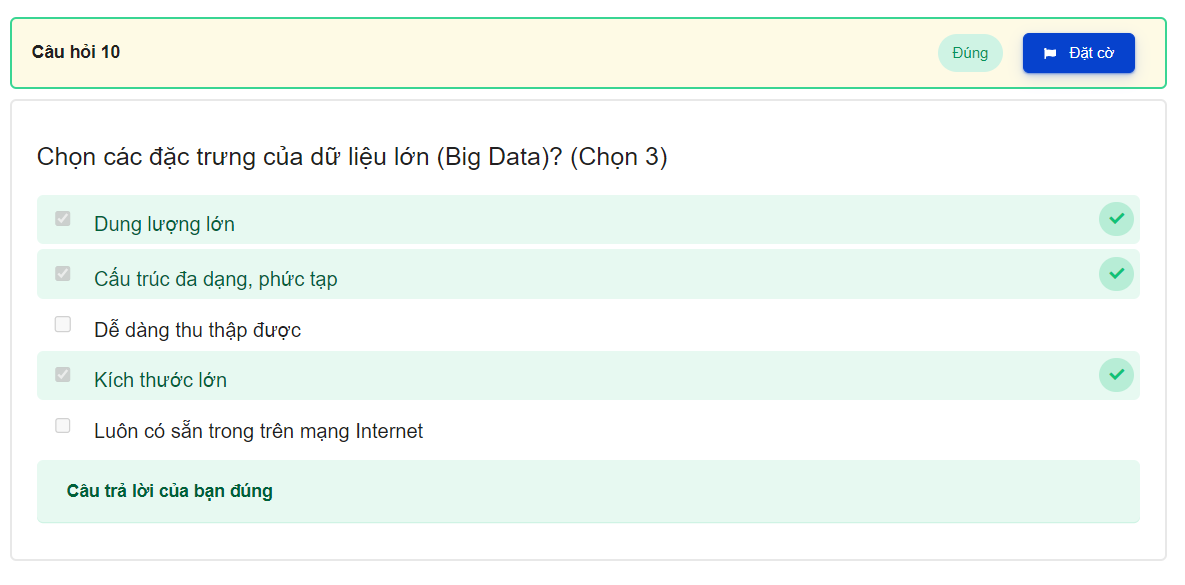 Câu hỏi 10
Đúng
Đặt cờ
Chọn các đặc trưng của dữ liệu lớn (Big Data)? (Chọn 3)
Dung lượng lớn
Cấu trúc đa dạng, phức tạp
Dễ dàng thu thập được
Kích thước lớn
Luôn có sẵn trong trên mạng Internet
Câu trả lời của bạn đúng